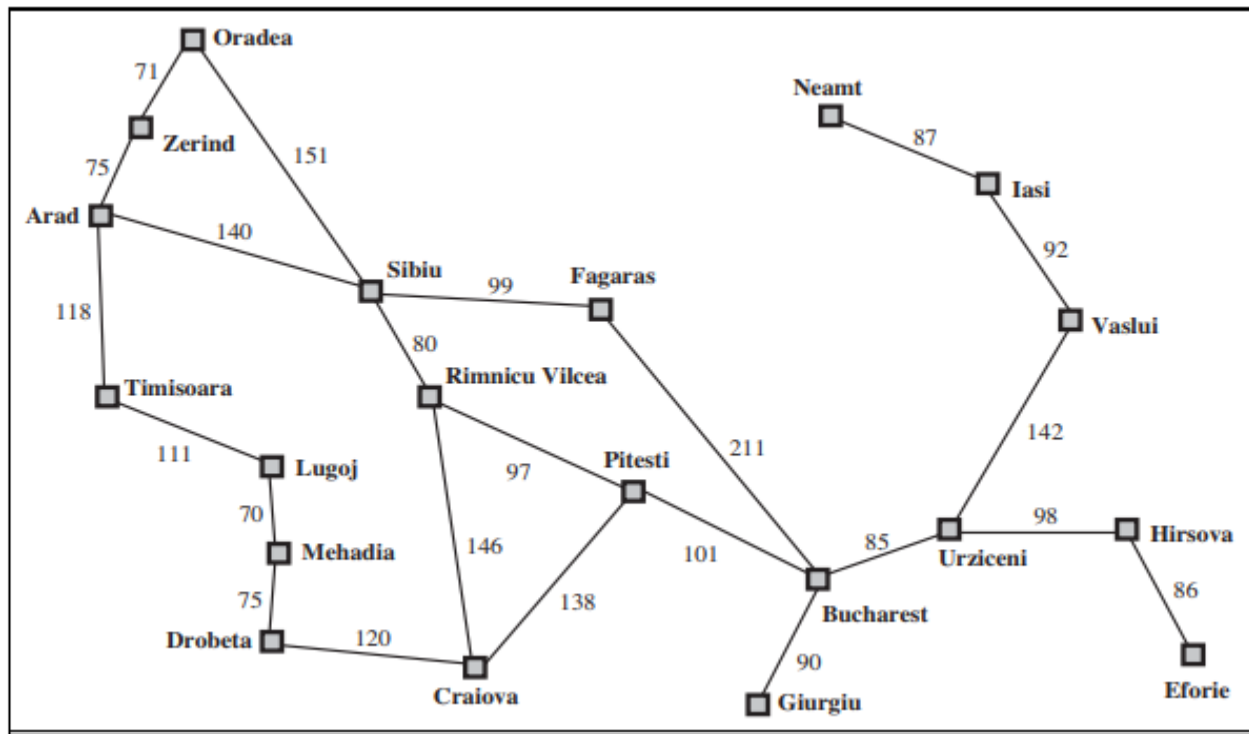 Oradea
71
Neamt
87
Zerind
151
75
Iasi
Arad
140
92
Sibiu
99
Fagaras
118
Vaslui
80
Timisoara
Rimnicu Vilcea
142
111
211
Lugoj
97
Pitesti
70
98
Hirsova
146
85
Mehadia
101
Urziceni
75
138
86
Bucharest
Drobeta
120
90
Craiova
Giurgiu
Eforie